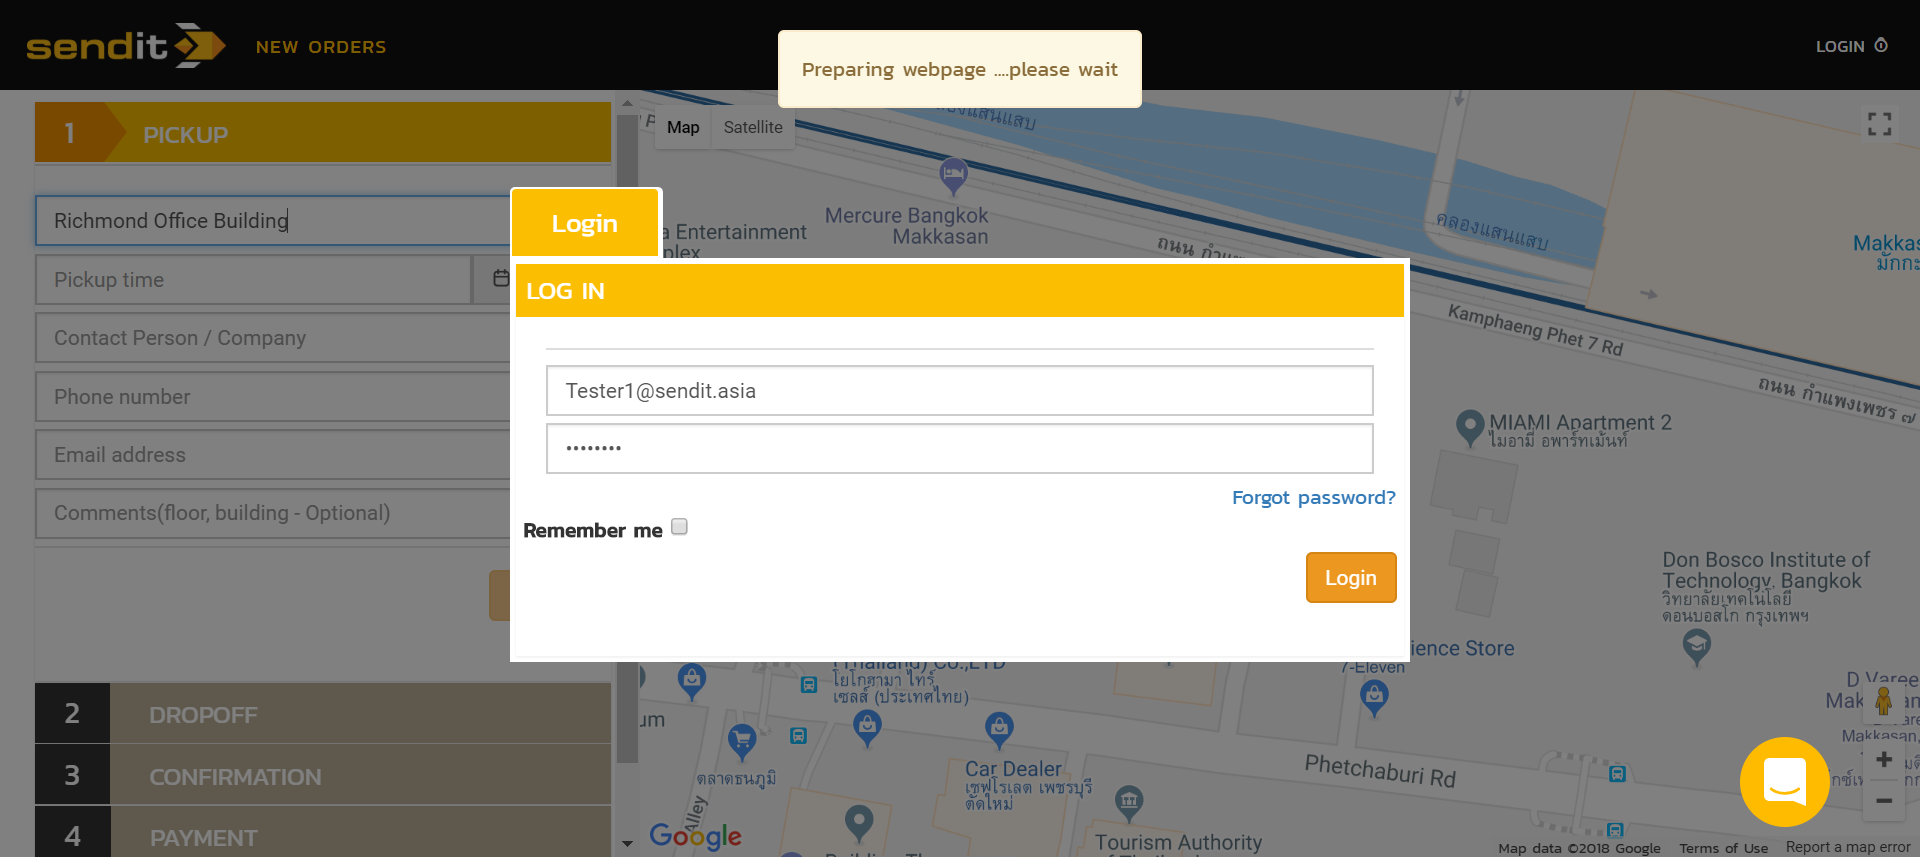 sendit
NEW ORDERS
Preparing webpage ....please wait
LOGIN
1
PICKUP
Richmond Office Building
Pickup time
Contact Person / Company
Phone number
Email address
Comments(floor, building - Optional)
2
DROPOFF
3
CONFIRMATION
4
PAYMENT
Login
LOG IN
Tester1@sendit.asia
••••••••
Forgot password?
Remember me
Login
Map
Satellite
คลองแสนแสบ
Mercure Bangkok
Makkasan
a Entertainment
plex
คลองแสนแสบ
Makkas
มักกะ
Kamphaeng Phet 7 Rd
ถนน กำแพงเพชร ๗
MIAMI Apartment 2
ไมอามี่ อพาร์ทเม้นท์
Don Bosco Institute of
Technology, Bangkok
วิทยาลัยเทคโนโลยี
ดอนบอสโก กรุงเทพฯ
ience Store
7-Eleven
(Thailand) Co.,LTD
โยโกฮามา ไทร์
เซลส์ (ประเทศไทย)
um
ตลาดธนภูมิ
Alley
Car Dealer
เชฟโรเลต เพชรบุรี
ตัดใหม่
Phetchaburi Rd
Tourism Authority
D Varee
Mak
Makkasan,
Google
Map data ©2018 Google
Terms of Use
Report a map error